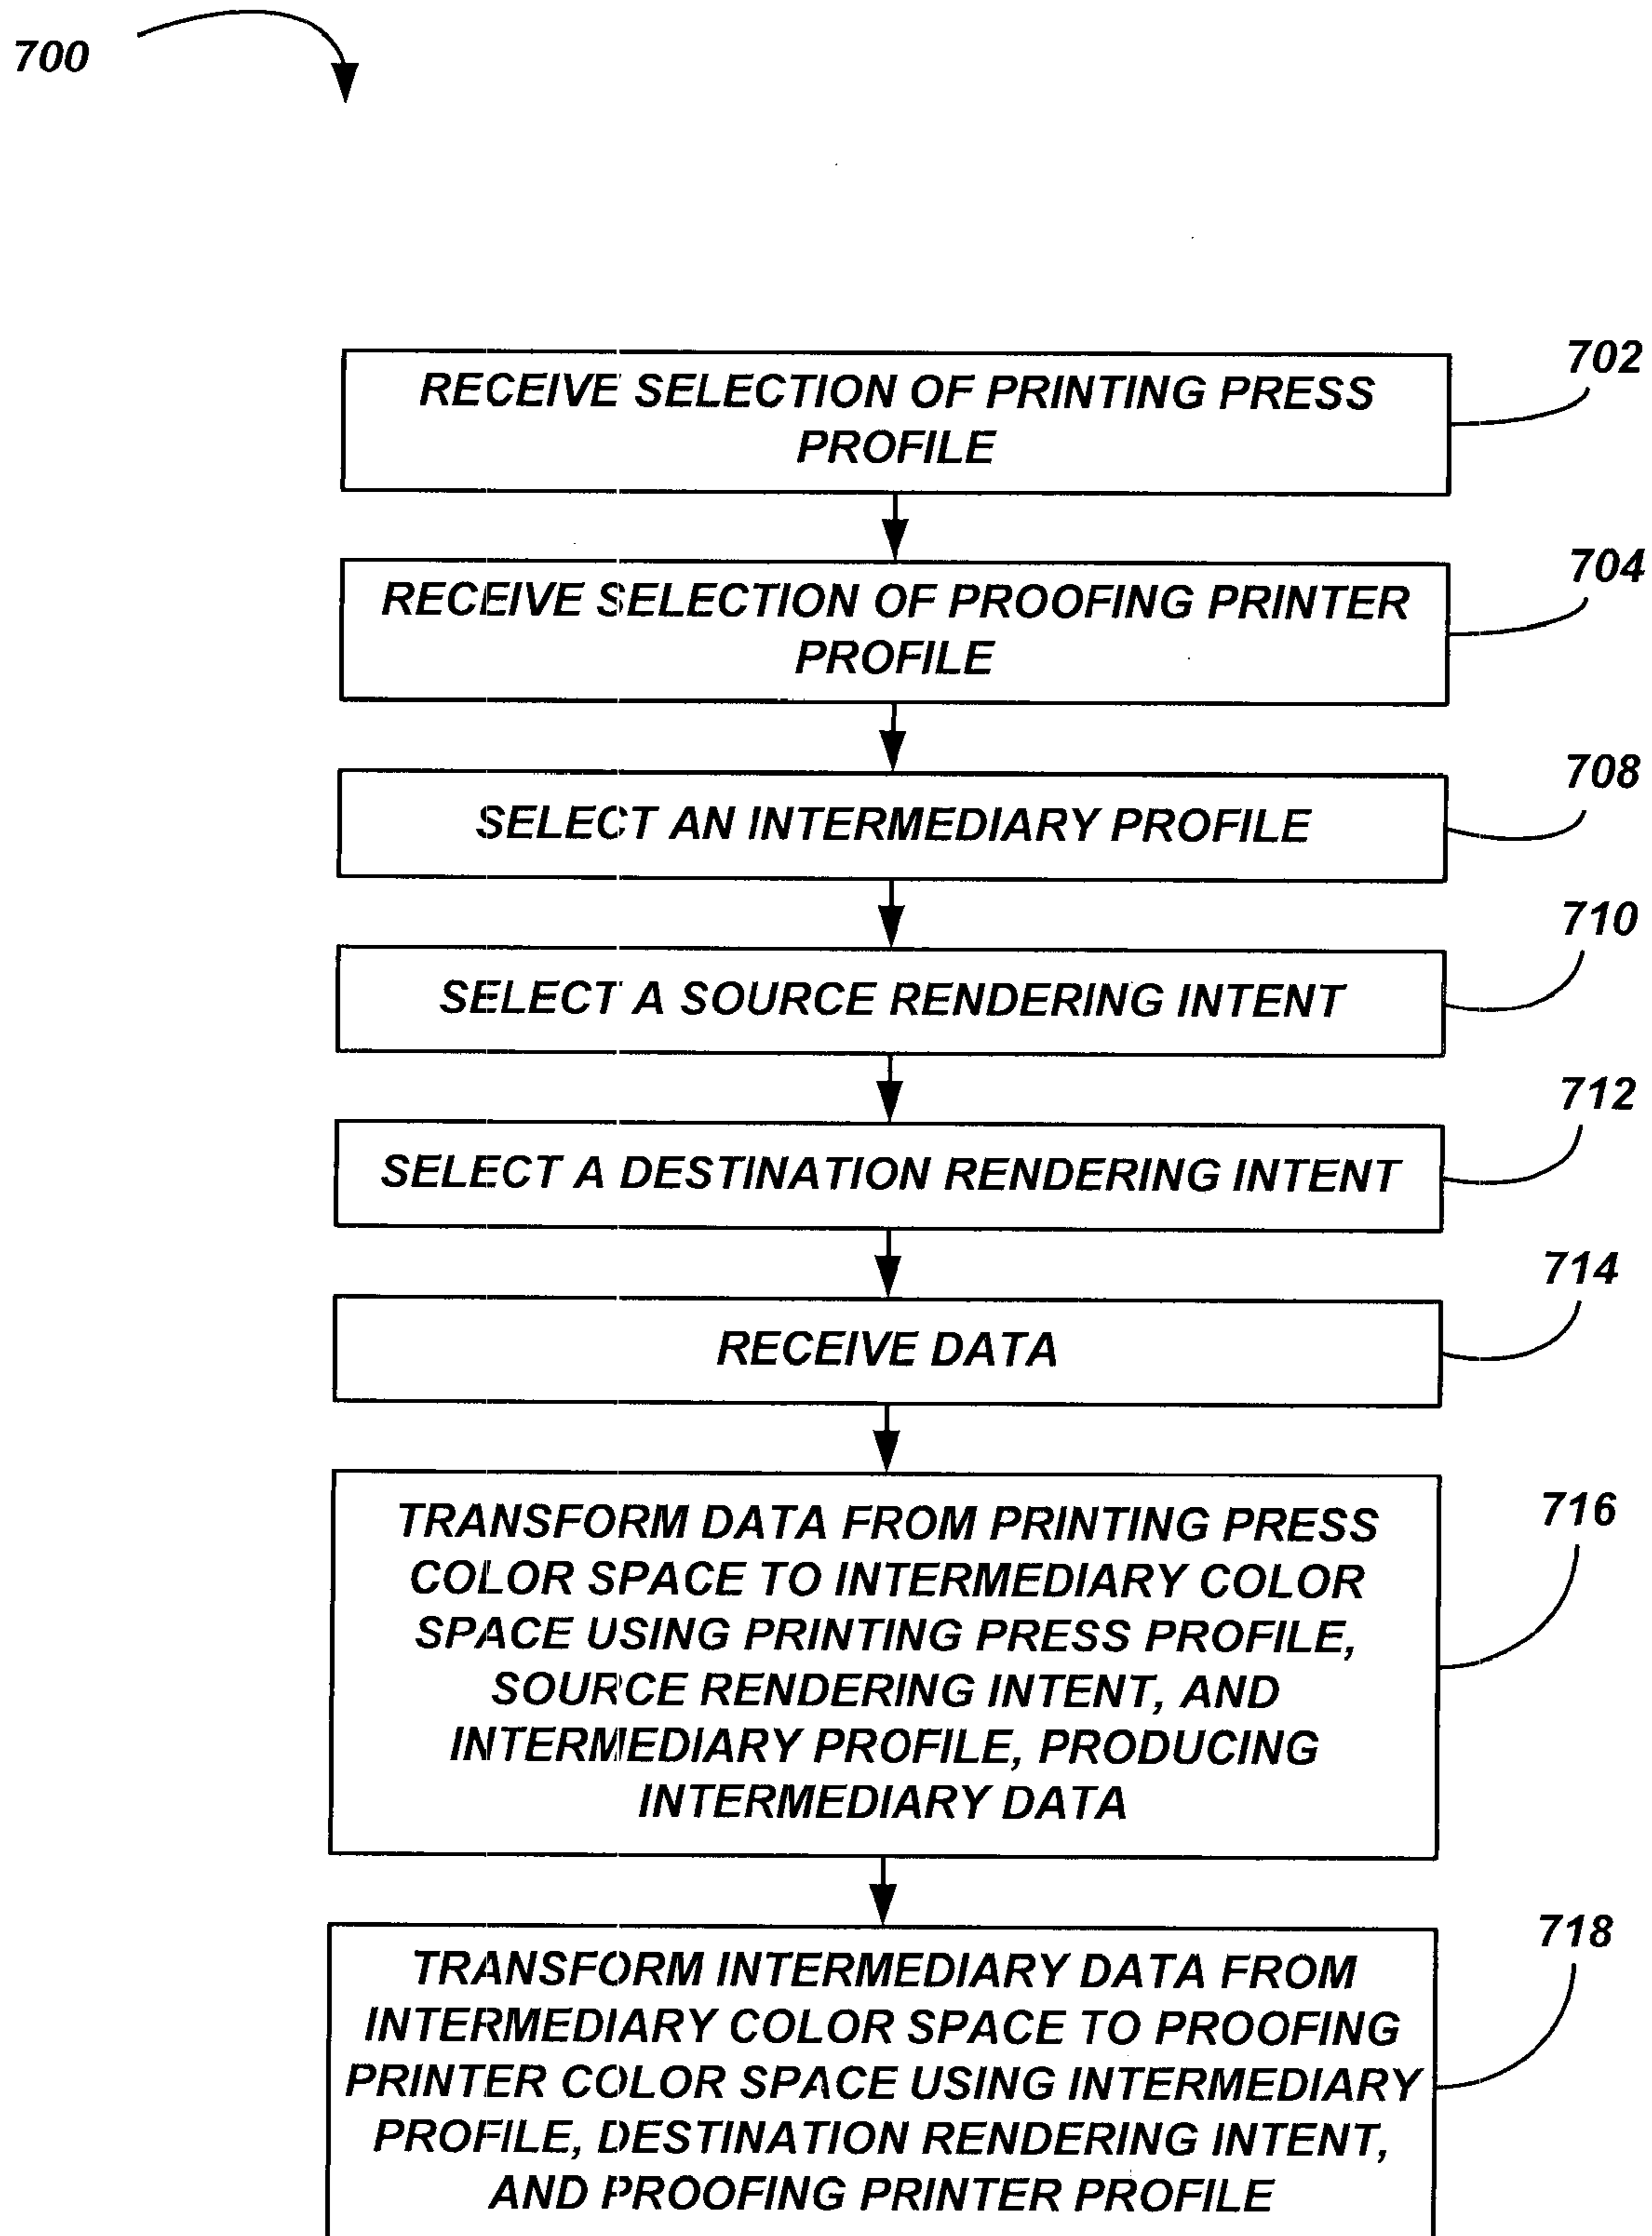 700
RECEIVE SELECTION OF PRINTING PRESS
PROFILE
702
RECEIVE SELECTION OF PROOFING PRINTER
PROFILE
704
SELECT AN INTERMEDIARY PROFILE
708
SELECT A SOURCE RENDERING INTENT
710
SELECT A DESTINATION RENDERING INTENT
712
RECEIVE DATA
714
TRANSFORM DATA FROM PRINTING PRESS
COLOR SPACE TO INTERMEDIARY COLOR
SPACE USING PRINTING PRESS PROFILE,
SOURCE RENDERING INTENT, AND
INTERMEDIARY PROFILE, PRODUCING
INTERMEDIARY DATA
716
TRANSFORM INTERMEDIARY DATA FROM
INTERMEDIARY COLOR SPACE TO PROOFING
PRINTER COLOR SPACE USING INTERMEDIARY
PROFILE, DESTINATION RENDERING INTENT,
AND PROOFING PRINTER PROFILE
718